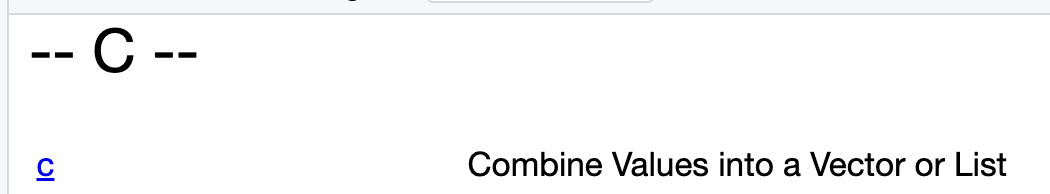 -- C --
c
Combine Values into a Vector or List